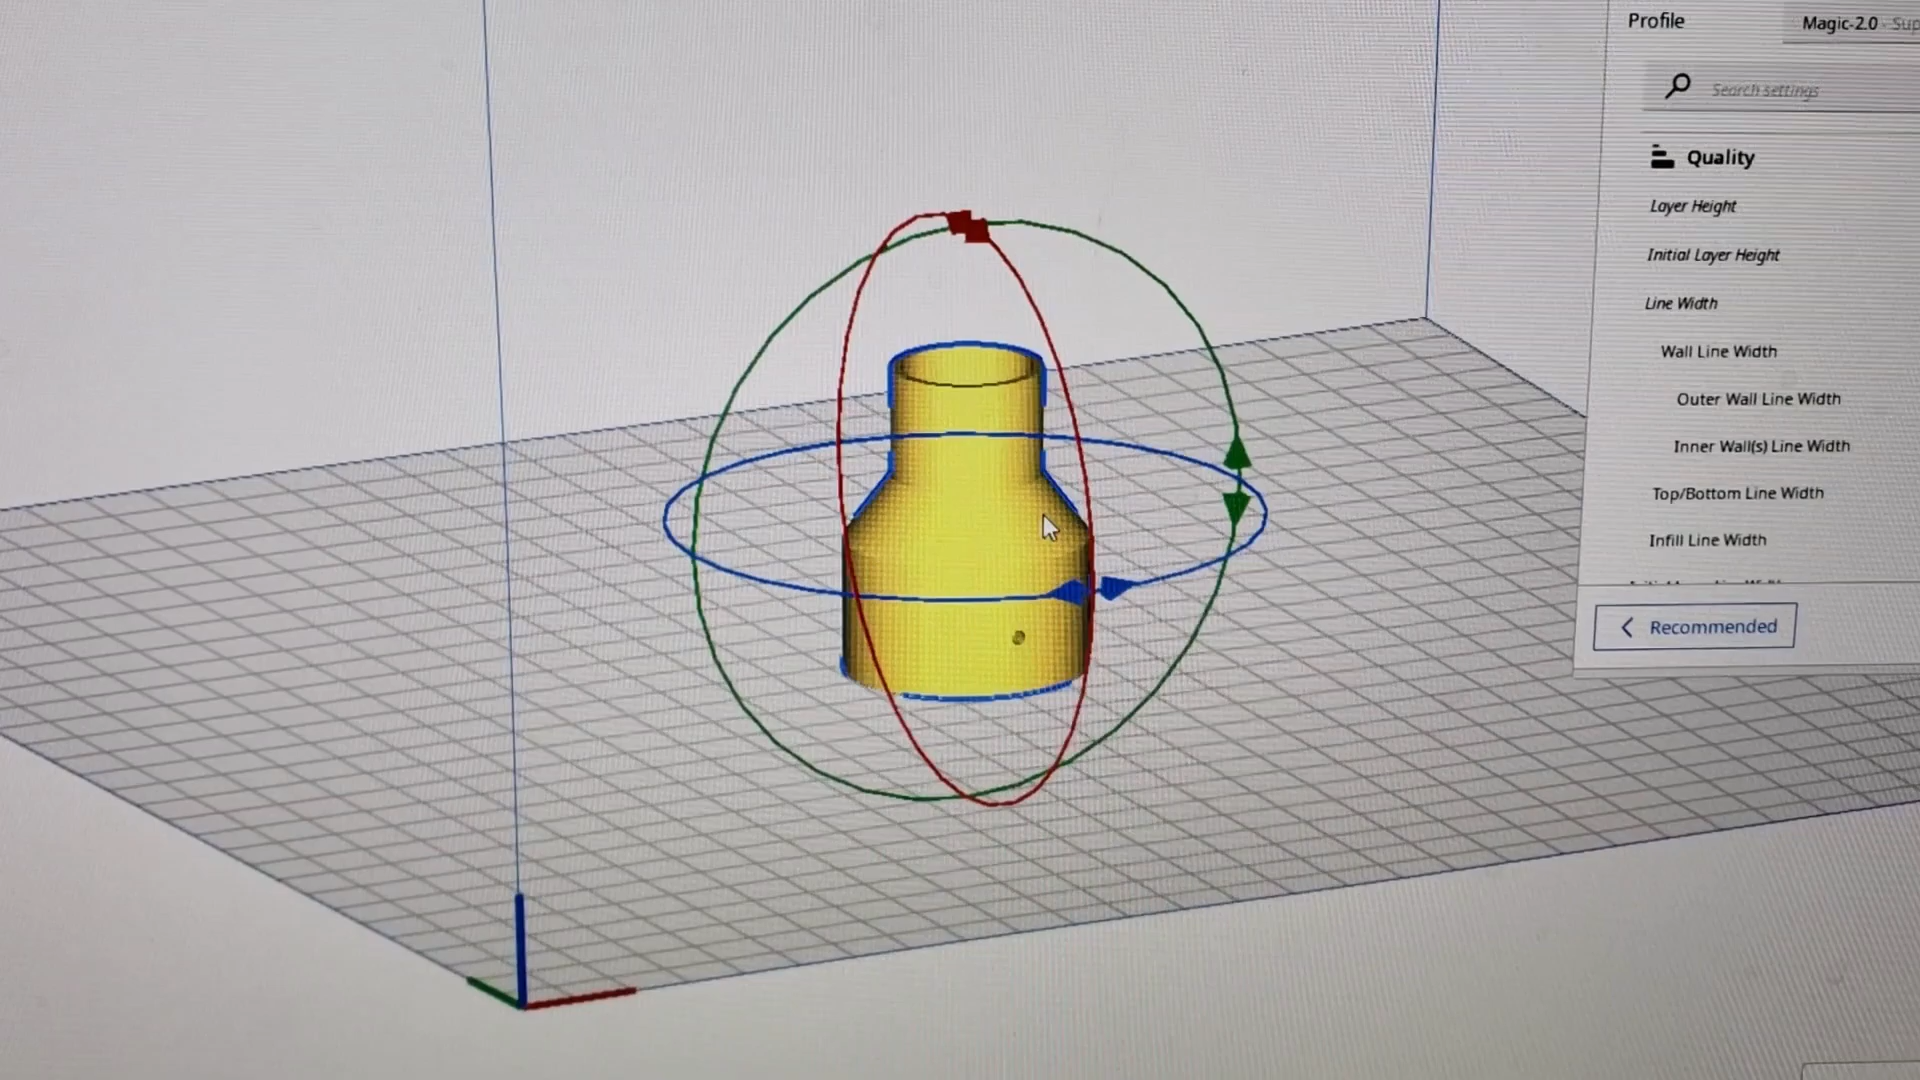 Profile
Magic-2.0 - Sup
Search settings
Quality
Layer Height
Initial Layer Height
Line Width
Wall Line Width
Outer Wall Line Width
Inner Wall(s) Line Width
Top/Bottom Line Width
Infill Line Width
Recommended